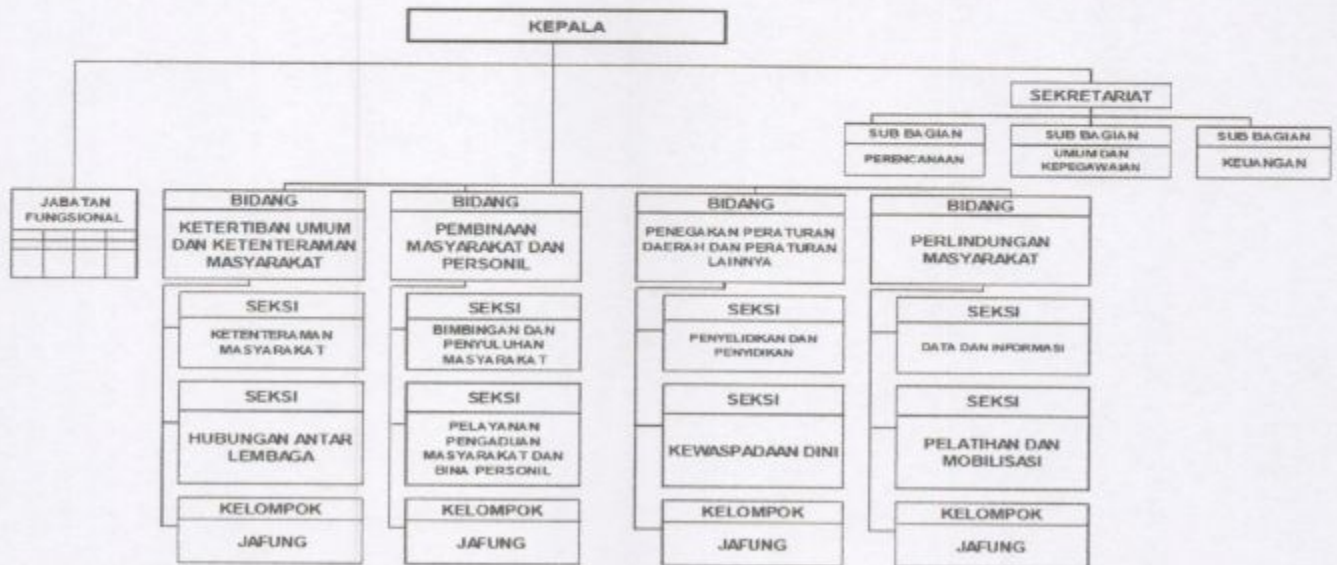 KEPALA
SEKRETARIAT
SUB BAGIAN
PERENCANAAN
SUB BAGIAN
UMUM DAN
KEPEGAWAIAN
SUB BAGIAN
KEUANGAN
JABATAN
FUNGSIONAL
BIDANG
KETERTIBAN UMUM
DAN KETENTERAMAN
MASYARAKAT
SEKSI
KETENTERAMAN
MASYARAKAT
SEKSI
HUBUNGAN ANTAR
LEMBAGA
KELOMPOK
JAFUNG
BIDANG
PEMBINAAN
MASYARAKAT DAN
PERSONIL
SEKSI
BIMBINGAN DAN
PENYULUHAN
MASYARAKAT
SEKSI
PELAYANAN
PENGADUAN
MASYARAKAT DAN
BINA PERSONIL
KELOMPOK
JAFUNG
BIDANG
PENEGAKAN PERATURAN
DAERAH DAN PERATURAN
LAINNYA
SEKSI
PENYELIDIKAN DAN
PENYIDIKAN
SEKSI
KEWASPADAAN DINI
KELOMPOK
JAFUNG
BIDANG
PERLINDUNGAN
MASYARAKAT
SEKSI
DATA DAN INFORMASI
SEKSI
PELATIHAN DAN
MOBILISASI
KELOMPOK
JAFUNG